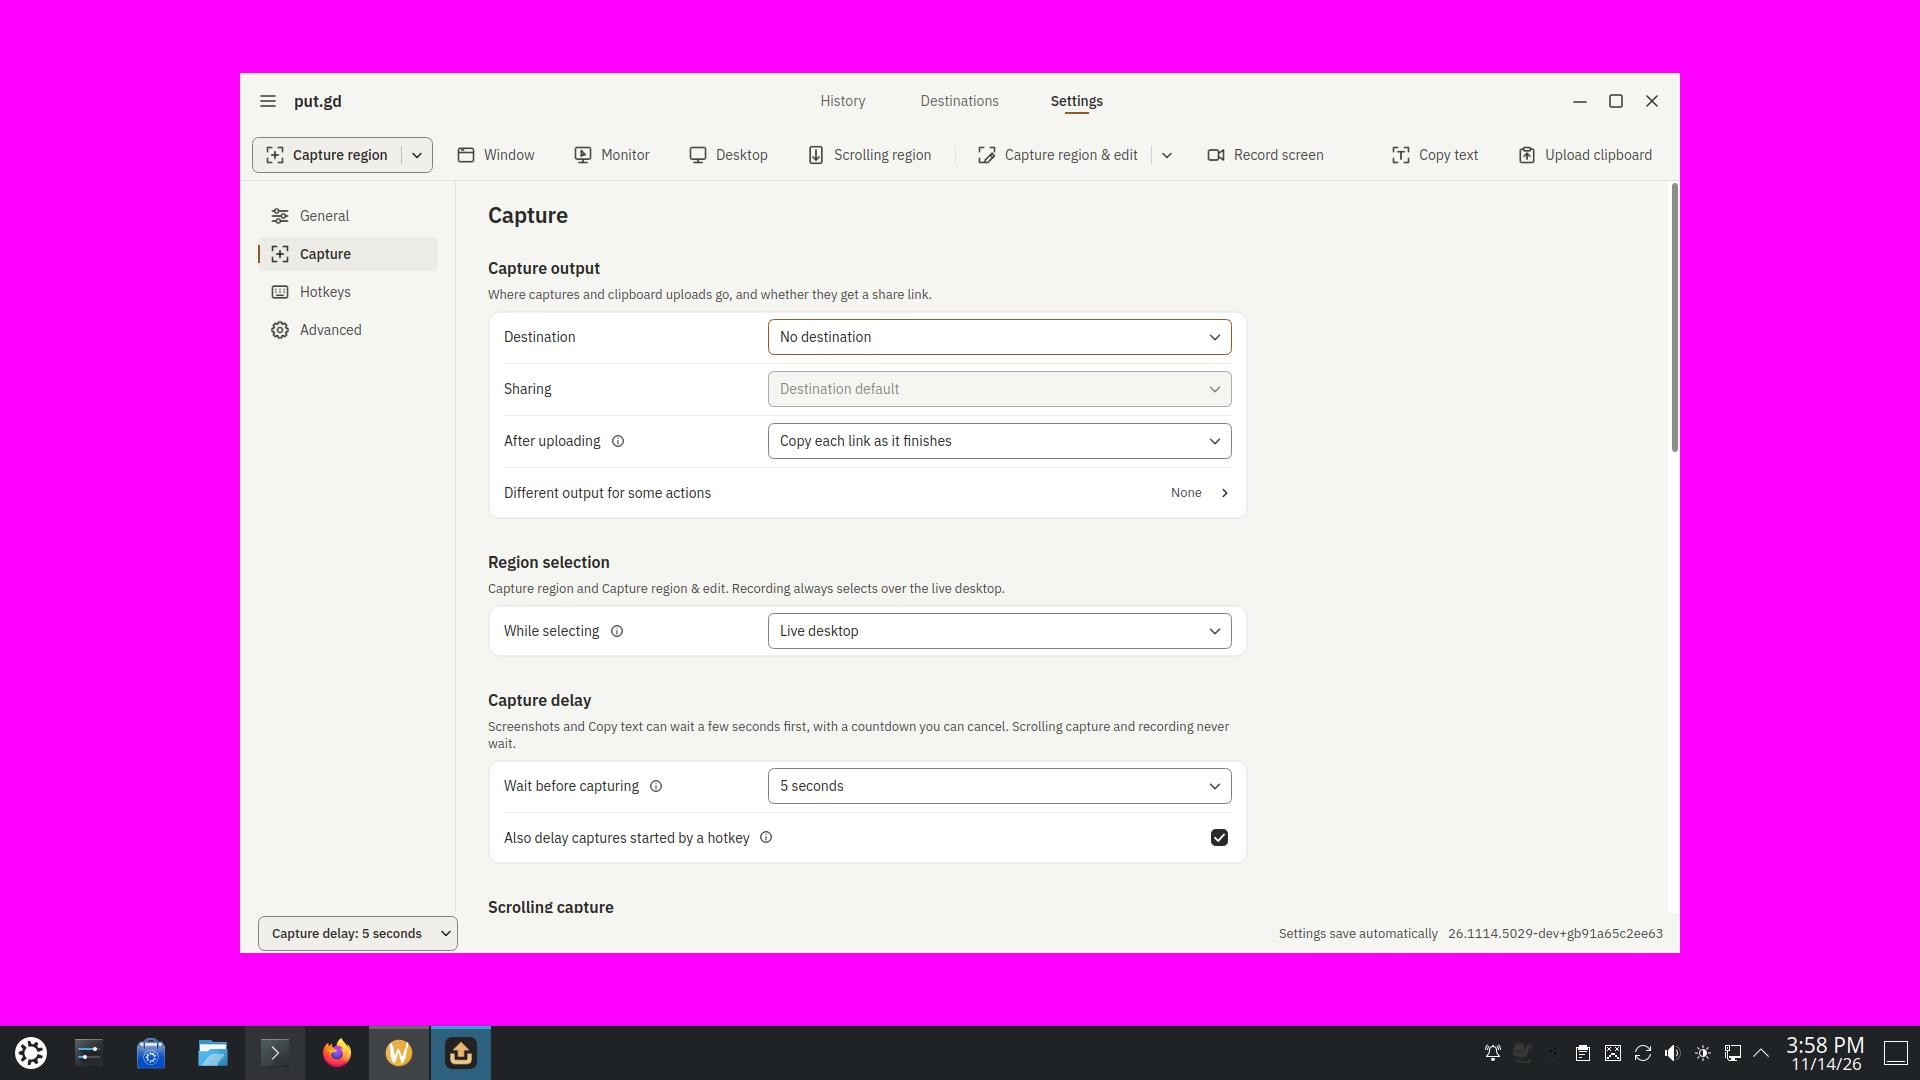 put.gd
History
Destinations
Settings
Capture region
Window
Monitor
Desktop
Scrolling region
Capture region & edit
Record screen
Copy text
Upload clipboard
General
Capture
Hotkeys
Advanced
Capture
Capture output
Where captures and clipboard uploads go, and whether they get a share link.
Destination
No destination
Sharing
Destination default
After uploading
Copy each link as it finishes
Different output for some actions
None
Region selection
Capture region and Capture region & edit. Recording always selects over the live desktop.
While selecting
Live desktop
Capture delay
Screenshots and Copy text can wait a few seconds first, with a countdown you can cancel. Scrolling capture and recording never
wait.
Wait before capturing
5 seconds
Also delay captures started by a hotkey
Scrolling capture
Capture delay: 5 seconds
Settings save automatically
26.1114.5029-dev+gb91a65c2ee63
3:58 PM
11/14/26